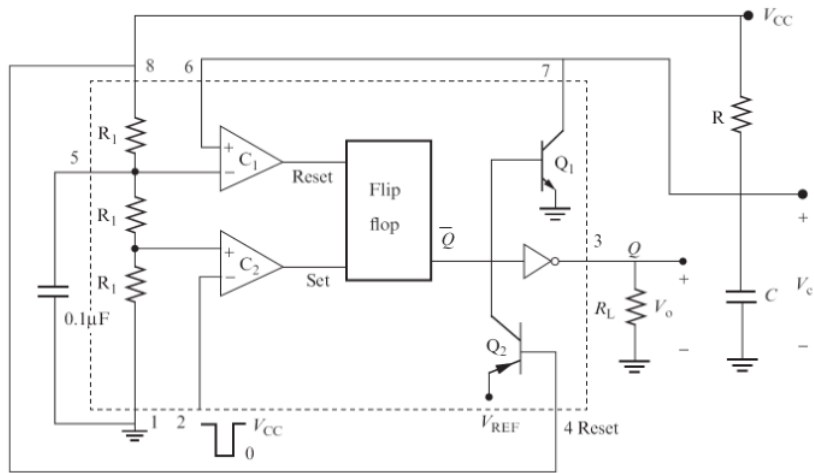 V_CC
8
6
7
R
R₁
5
+
−
C₁
Reset
Flip
flop
Q₁
R₁
+
−
C₂
Set
Q̅
3
Q
+
R_L
V_o
−
+
V_c
−
C
R₁
0.1μF
Q₂
1
2
V_CC
0
V_REF
4 Reset